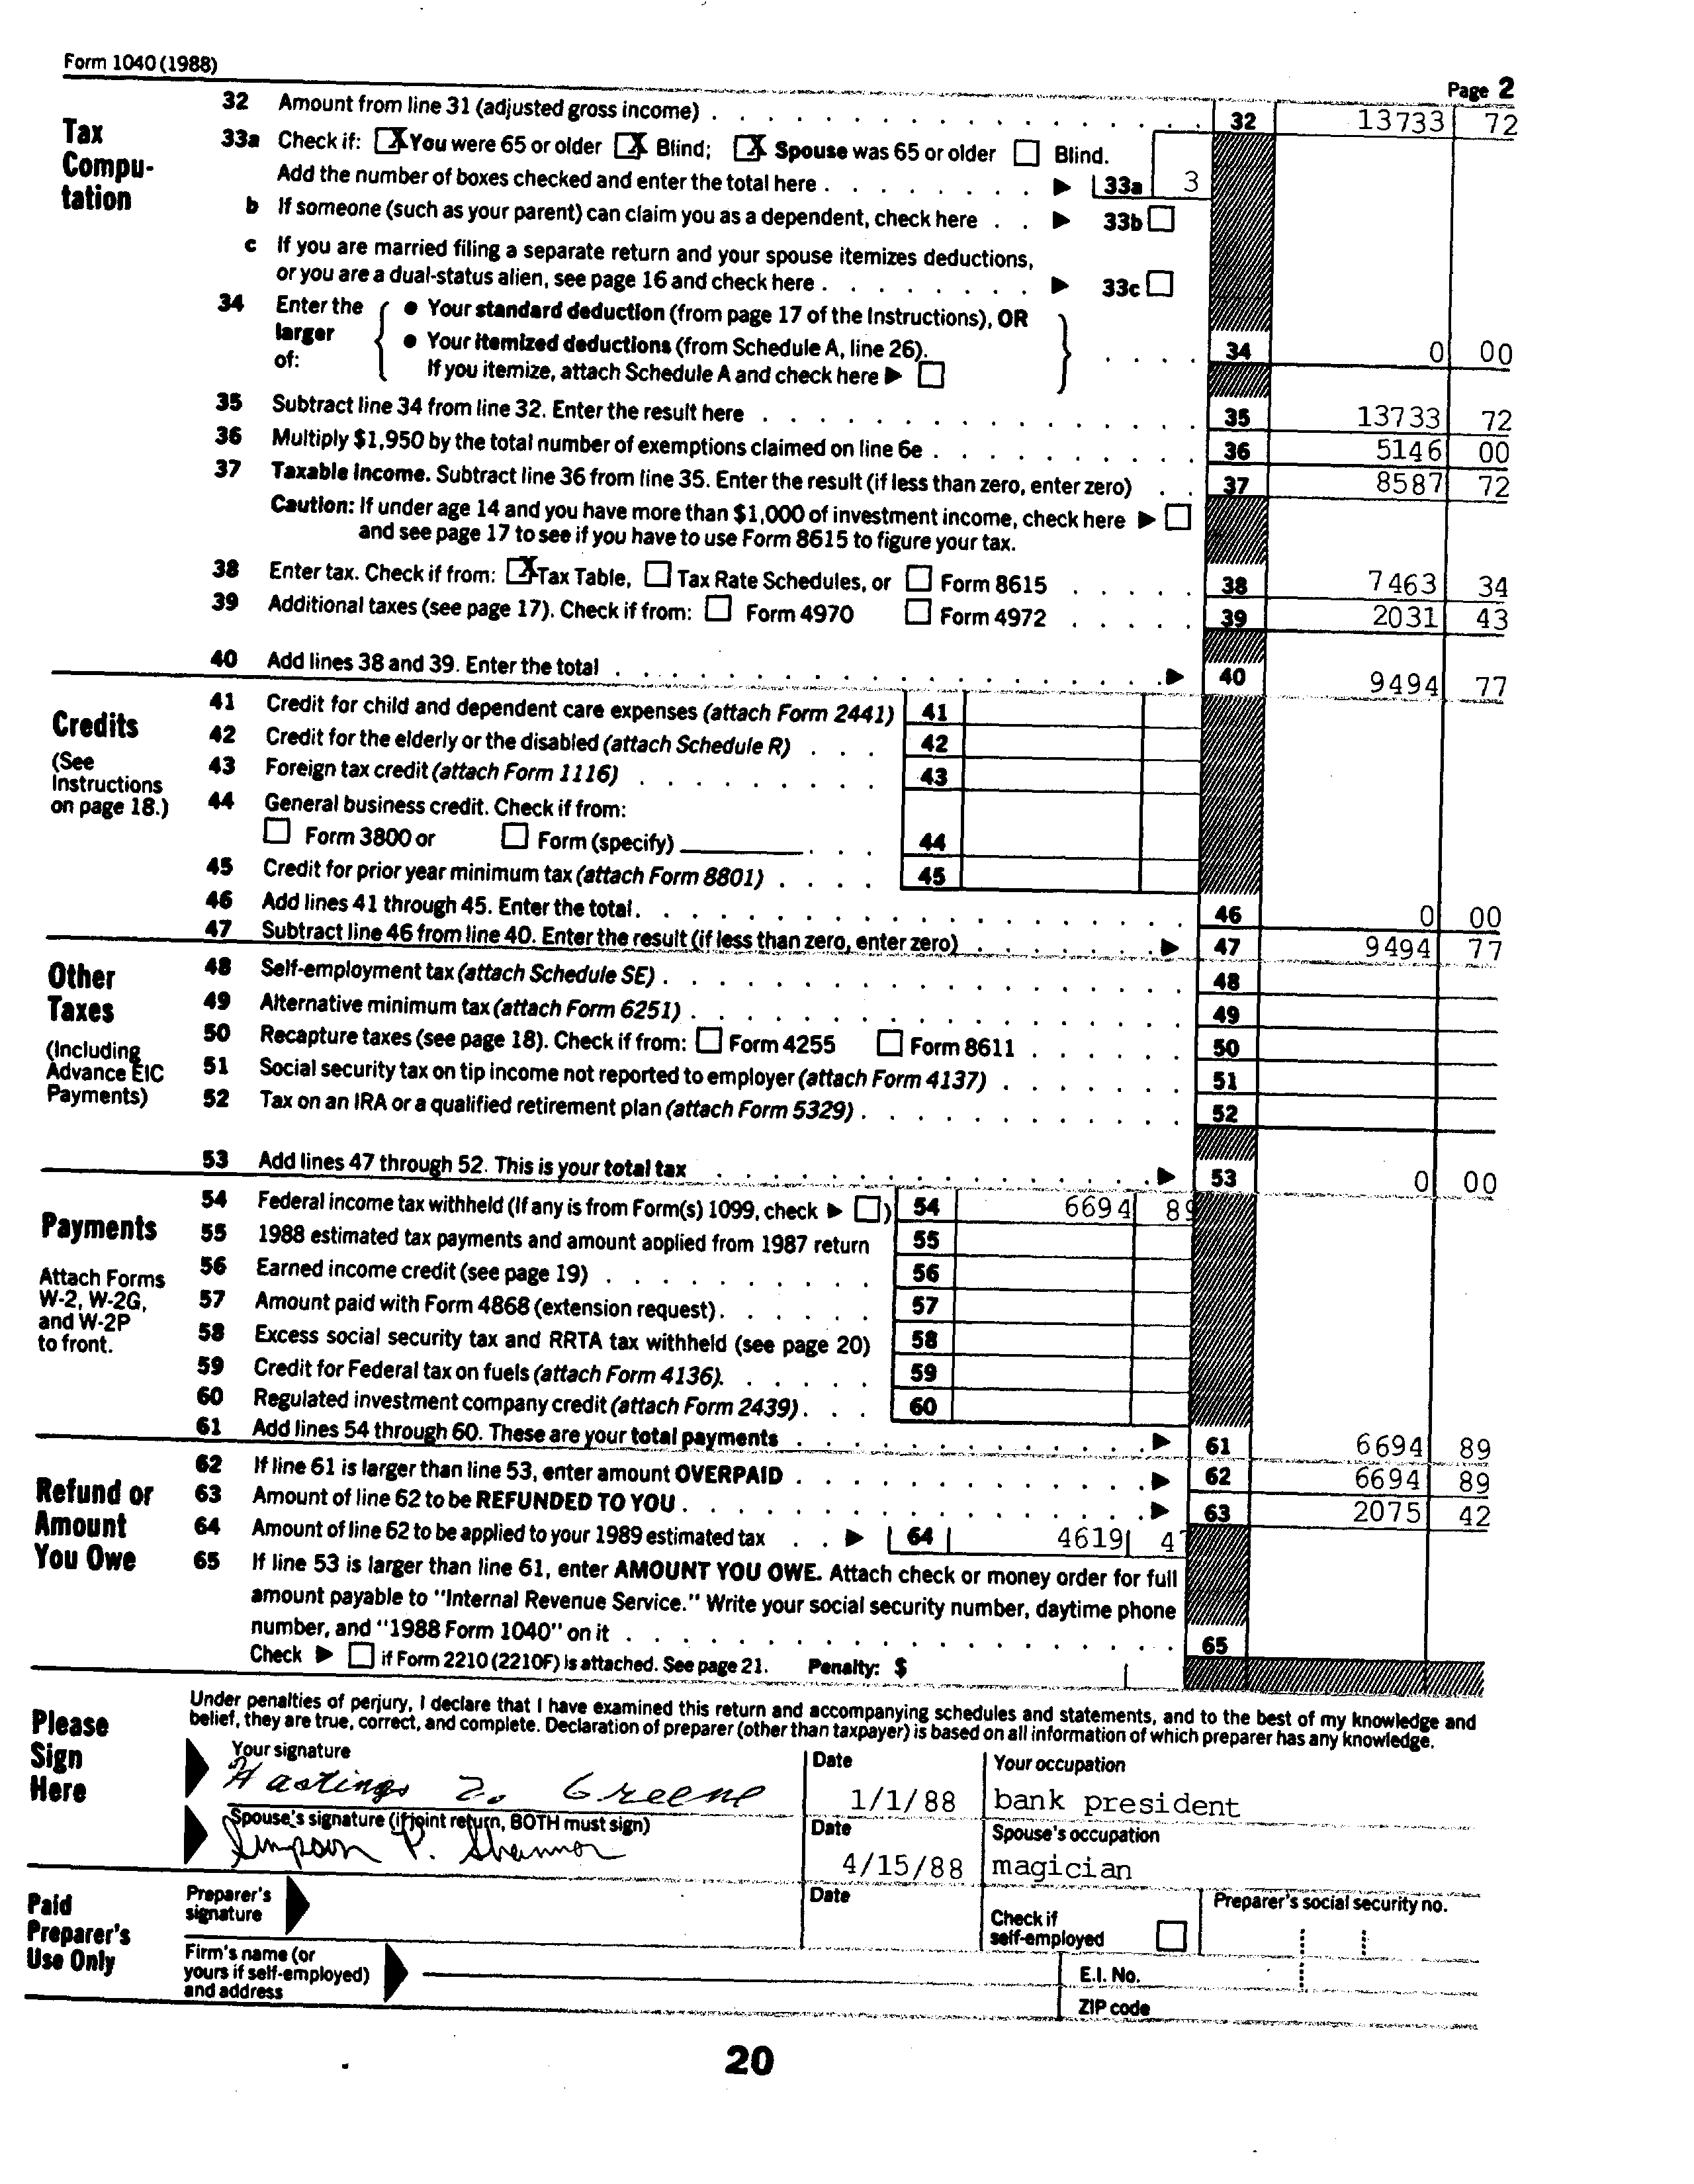 Form 1040 (1988)
Page 2
Tax Compu-tation
32 Amount from line 31 (adjusted gross income) . . . 32 13733 72
33a Check if: [X] You were 65 or older [X] Blind; [X] Spouse was 65 or older [ ] Blind.
Add the number of boxes checked and enter the total here . . . ▶ 33a 3
b If someone (such as your parent) can claim you as a dependent, check here . . ▶ 33b [ ]
c If you are married filing a separate return and your spouse itemizes deductions,
or you are a dual-status alien, see page 16 and check here . . . ▶ 33c [ ]
34 Enter the larger of: { ● Your standard deduction (from page 17 of the Instructions), OR
● Your itemized deductions (from Schedule A, line 26).
If you itemize, attach Schedule A and check here ▶ [ ] } . . . . 34 0 00
35 Subtract line 34 from line 32. Enter the result here . . . 35 13733 72
36 Multiply $1,950 by the total number of exemptions claimed on line 6e . . . 36 5146 00
37 Taxable income. Subtract line 36 from line 35. Enter the result (if less than zero, enter zero) . . 37 8587 72
Caution: If under age 14 and you have more than $1,000 of investment income, check here ▶ [ ]
and see page 17 to see if you have to use Form 8615 to figure your tax.
38 Enter tax. Check if from: [X] Tax Table, [ ] Tax Rate Schedules, or [ ] Form 8615 . . . 38 7463 34
39 Additional taxes (see page 17). Check if from: [ ] Form 4970 [ ] Form 4972 . . . 39 2031 43
40 Add lines 38 and 39. Enter the total . . . ▶ 40 9494 77
Credits
(See Instructions on page 18.)
41 Credit for child and dependent care expenses (attach Form 2441) 41
42 Credit for the elderly or the disabled (attach Schedule R) . . . 42
43 Foreign tax credit (attach Form 1116) . . . 43
44 General business credit. Check if from:
[ ] Form 3800 or [ ] Form (specify) ________ . . . 44
45 Credit for prior year minimum tax (attach Form 8801) . . . . 45
46 Add lines 41 through 45. Enter the total . . . 46 0 00
47 Subtract line 46 from line 40. Enter the result (if less than zero, enter zero) . . . ▶ 47 9494 77
Other Taxes
(Including Advance EIC Payments)
48 Self-employment tax (attach Schedule SE) . . . 48
49 Alternative minimum tax (attach Form 6251) . . . 49
50 Recapture taxes (see page 18). Check if from: [ ] Form 4255 [ ] Form 8611 . . . 50
51 Social security tax on tip income not reported to employer (attach Form 4137) . . . 51
52 Tax on an IRA or a qualified retirement plan (attach Form 5329) . . . 52
53 Add lines 47 through 52. This is your total tax . . . ▶ 53 0 00
Payments
Attach Forms W-2, W-2G, and W-2P to front.
54 Federal income tax withheld (If any is from Form(s) 1099, check ▶ [ ]) 54 6694 89
55 1988 estimated tax payments and amount applied from 1987 return 55
56 Earned income credit (see page 19) . . . 56
57 Amount paid with Form 4868 (extension request) . . . 57
58 Excess social security tax and RRTA tax withheld (see page 20) 58
59 Credit for Federal tax on fuels (attach Form 4136). . . . 59
60 Regulated investment company credit (attach Form 2439) . . . 60
61 Add lines 54 through 60. These are your total payments . . . ▶ 61 6694 89
Refund or Amount You Owe
62 If line 61 is larger than line 53, enter amount OVERPAID . . . ▶ 62 6694 89
63 Amount of line 62 to be REFUNDED TO YOU . . . ▶ 63 2075 42
64 Amount of line 62 to be applied to your 1989 estimated tax . . ▶ 64 4619 47
65 If line 53 is larger than line 61, enter AMOUNT YOU OWE. Attach check or money order for full
amount payable to "Internal Revenue Service." Write your social security number, daytime phone
number, and "1988 Form 1040" on it . . . 65
Check ▶ [ ] if Form 2210 (2210F) is attached. See page 21. Penalty: $
Please Sign Here
Under penalties of perjury, I declare that I have examined this return and accompanying schedules and statements, and to the best of my knowledge and
belief, they are true, correct, and complete. Declaration of preparer (other than taxpayer) is based on all information of which preparer has any knowledge.
Your signature Date Your occupation
Hastings Z. Greene 1/1/88 bank president
Spouse's signature (if joint return, BOTH must sign) Date Spouse's occupation
Simpson P. Shannon 4/15/88 magician
Paid Preparer's Use Only
Preparer's signature Date Check if self-employed [ ] Preparer's social security no.
Firm's name (or yours if self-employed) and address
E.I. No.
ZIP code
20